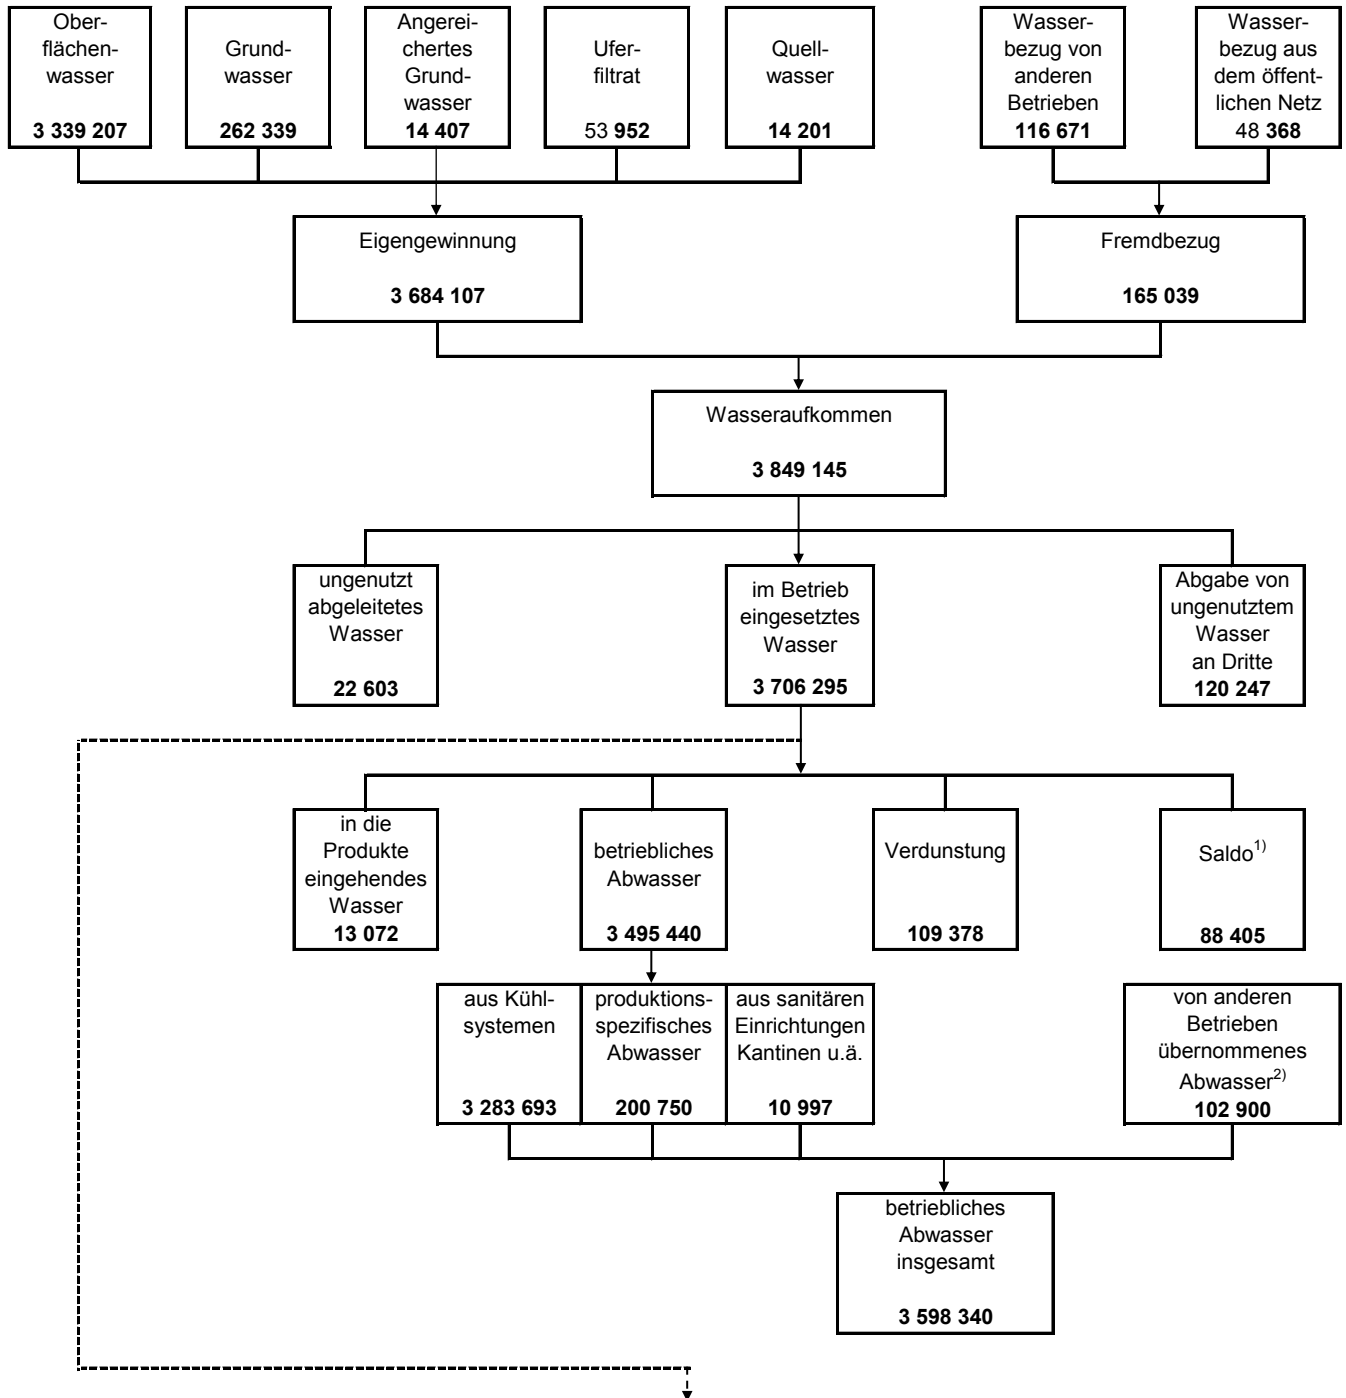 Ober-
flächen-
wasser
3 339 207
Grund-
wasser
262 339
Angerei-
chertes
Grund-
wasser
14 407
Ufer-
filtrat
53 952
Quell-
wasser
14 201
Wasser-
bezug von
anderen
Betrieben
116 671
Wasser-
bezug aus
dem öffent-
lichen Netz
48 368
Eigengewinnung
3 684 107
Fremdbezug
165 039
Wasseraufkommen
3 849 145
ungenutzt
abgeleitetes
Wasser
22 603
im Betrieb
eingesetztes
Wasser
3 706 295
Abgabe von
ungenutztem
Wasser
an Dritte
120 247
in die
Produkte
eingehendes
Wasser
13 072
betriebliches
Abwasser
3 495 440
Verdunstung
109 378
Saldo1)
88 405
aus Kühl-
systemen
3 283 693
produktions-
spezifisches
Abwasser
200 750
aus sanitären
Einrichtungen
Kantinen u.ä.
10 997
von anderen
Betrieben
übernommenes
Abwasser2)
102 900
betriebliches
Abwasser
insgesamt
3 598 340